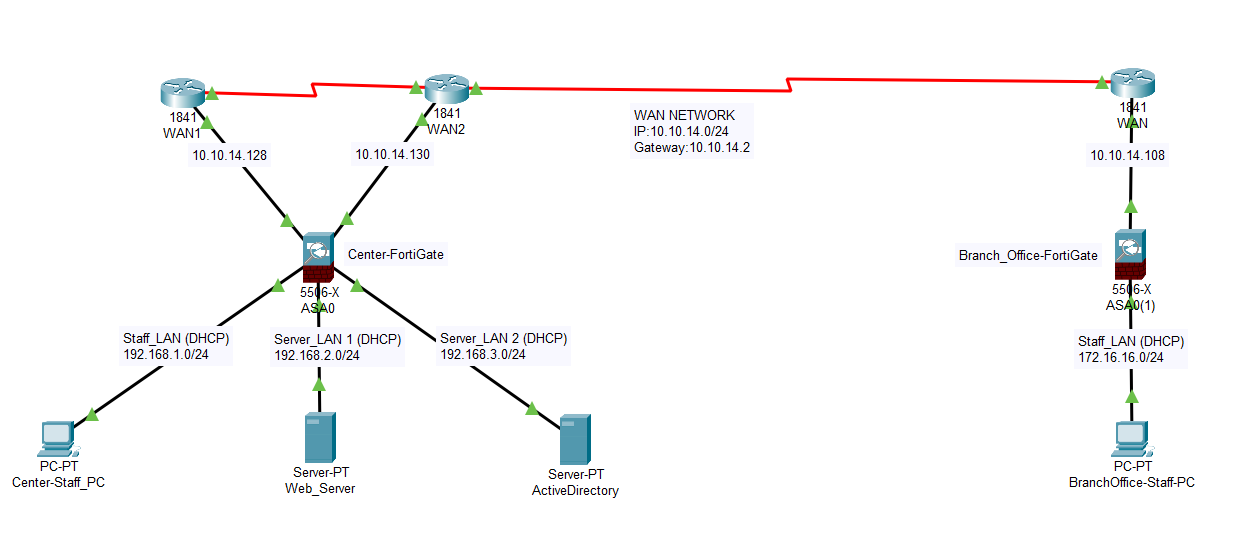 1841
WAN1
1841
WAN2
WAN NETWORK
IP:10.10.14.0/24
Gateway:10.10.14.2
1841
WAN
10.10.14.128
10.10.14.130
10.10.14.108
Center-FortiGate
5506-X
ASA0
Branch_Office-FortiGate
5506-X
ASA0(1)
Staff_LAN (DHCP)
192.168.1.0/24
Server_LAN 1 (DHCP)
192.168.2.0/24
Server_LAN 2 (DHCP)
192.168.3.0/24
Staff_LAN (DHCP)
172.16.16.0/24
PC-PT
Center-Staff_PC
Server-PT
Web_Server
Server-PT
ActiveDirectory
PC-PT
BranchOffice-Staff-PC